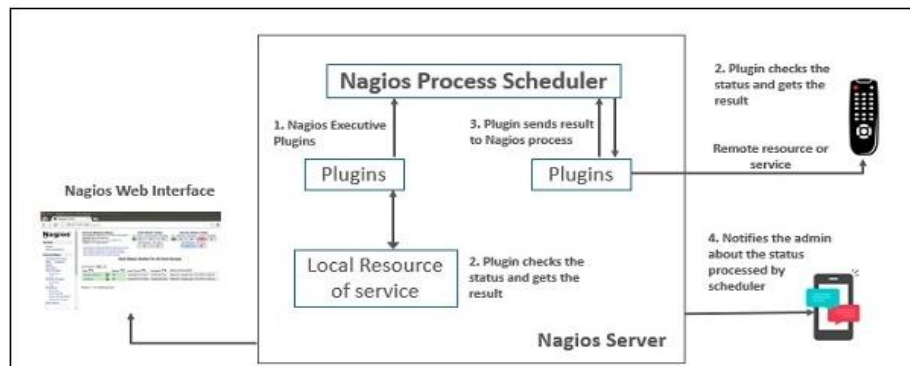 Nagios Process Scheduler
1. Nagios Executive
Plugins
3. Plugin sends result
to Nagios process
2. Plugin checks the
status and gets the
result
Plugins
Plugins
Remote resource or
service
Nagios Web Interface
Nagios
Local Resource
of service
2. Plugin checks the
status and gets the
result
4. Notifies the admin
about the status
processed by
scheduler
Nagios Server